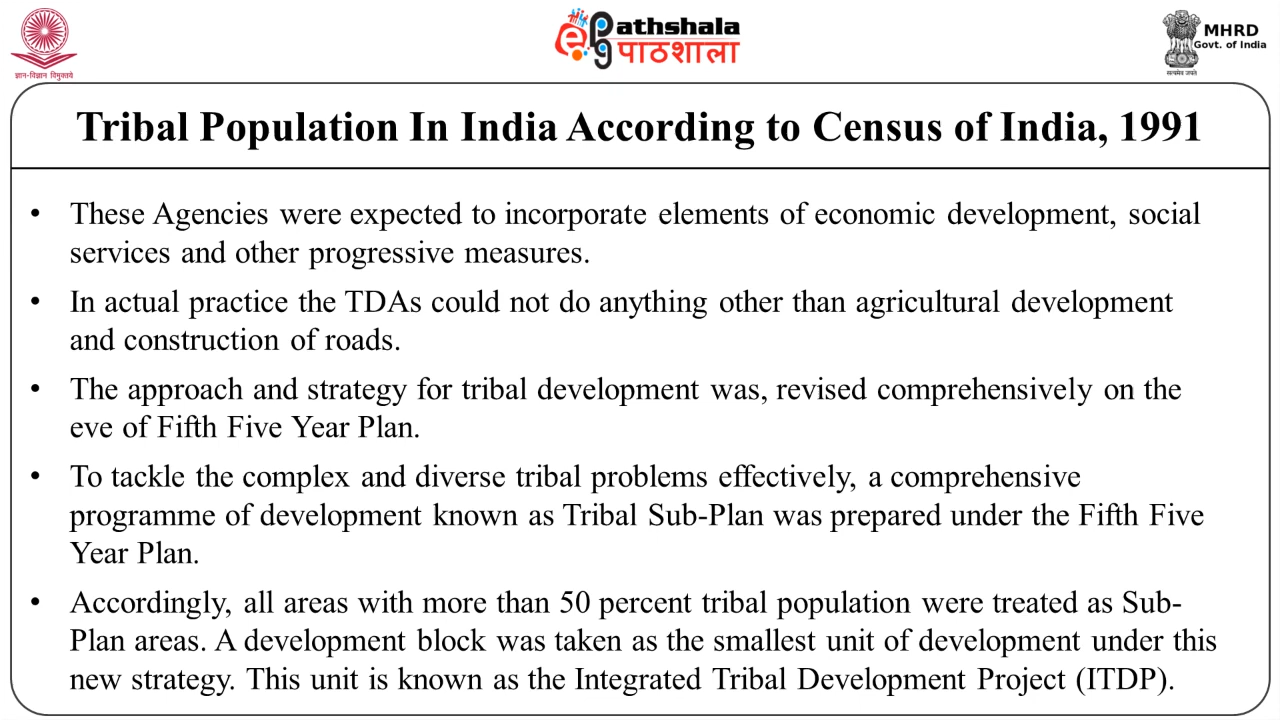 ज्ञान-विज्ञान विमुक्तये
ePathshala
पाठशाला
MHRD
Govt. of India
सत्यमेव जयते
Tribal Population In India According to Census of India, 1991
• These Agencies were expected to incorporate elements of economic development, social
services and other progressive measures.
• In actual practice the TDAs could not do anything other than agricultural development
and construction of roads.
• The approach and strategy for tribal development was, revised comprehensively on the
eve of Fifth Five Year Plan.
• To tackle the complex and diverse tribal problems effectively, a comprehensive
programme of development known as Tribal Sub-Plan was prepared under the Fifth Five
Year Plan.
• Accordingly, all areas with more than 50 percent tribal population were treated as Sub-
Plan areas. A development block was taken as the smallest unit of development under this
new strategy. This unit is known as the Integrated Tribal Development Project (ITDP).